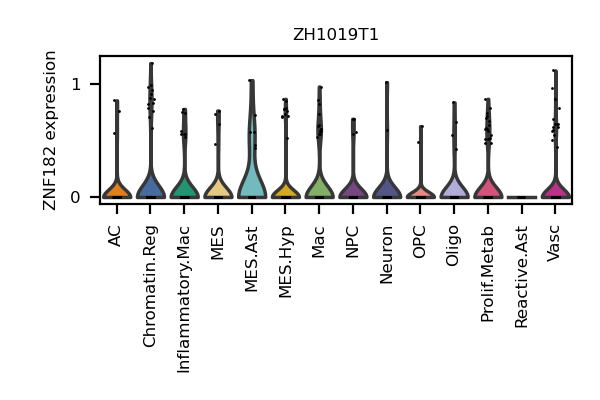 ZH1019T1
ZNF182 expression
1
0
AC
Chromatin.Reg
Inflammatory.Mac
MES
MES.Ast
MES.Hyp
Mac
NPC
Neuron
OPC
Oligo
Prolif.Metab
Reactive.Ast
Vasc